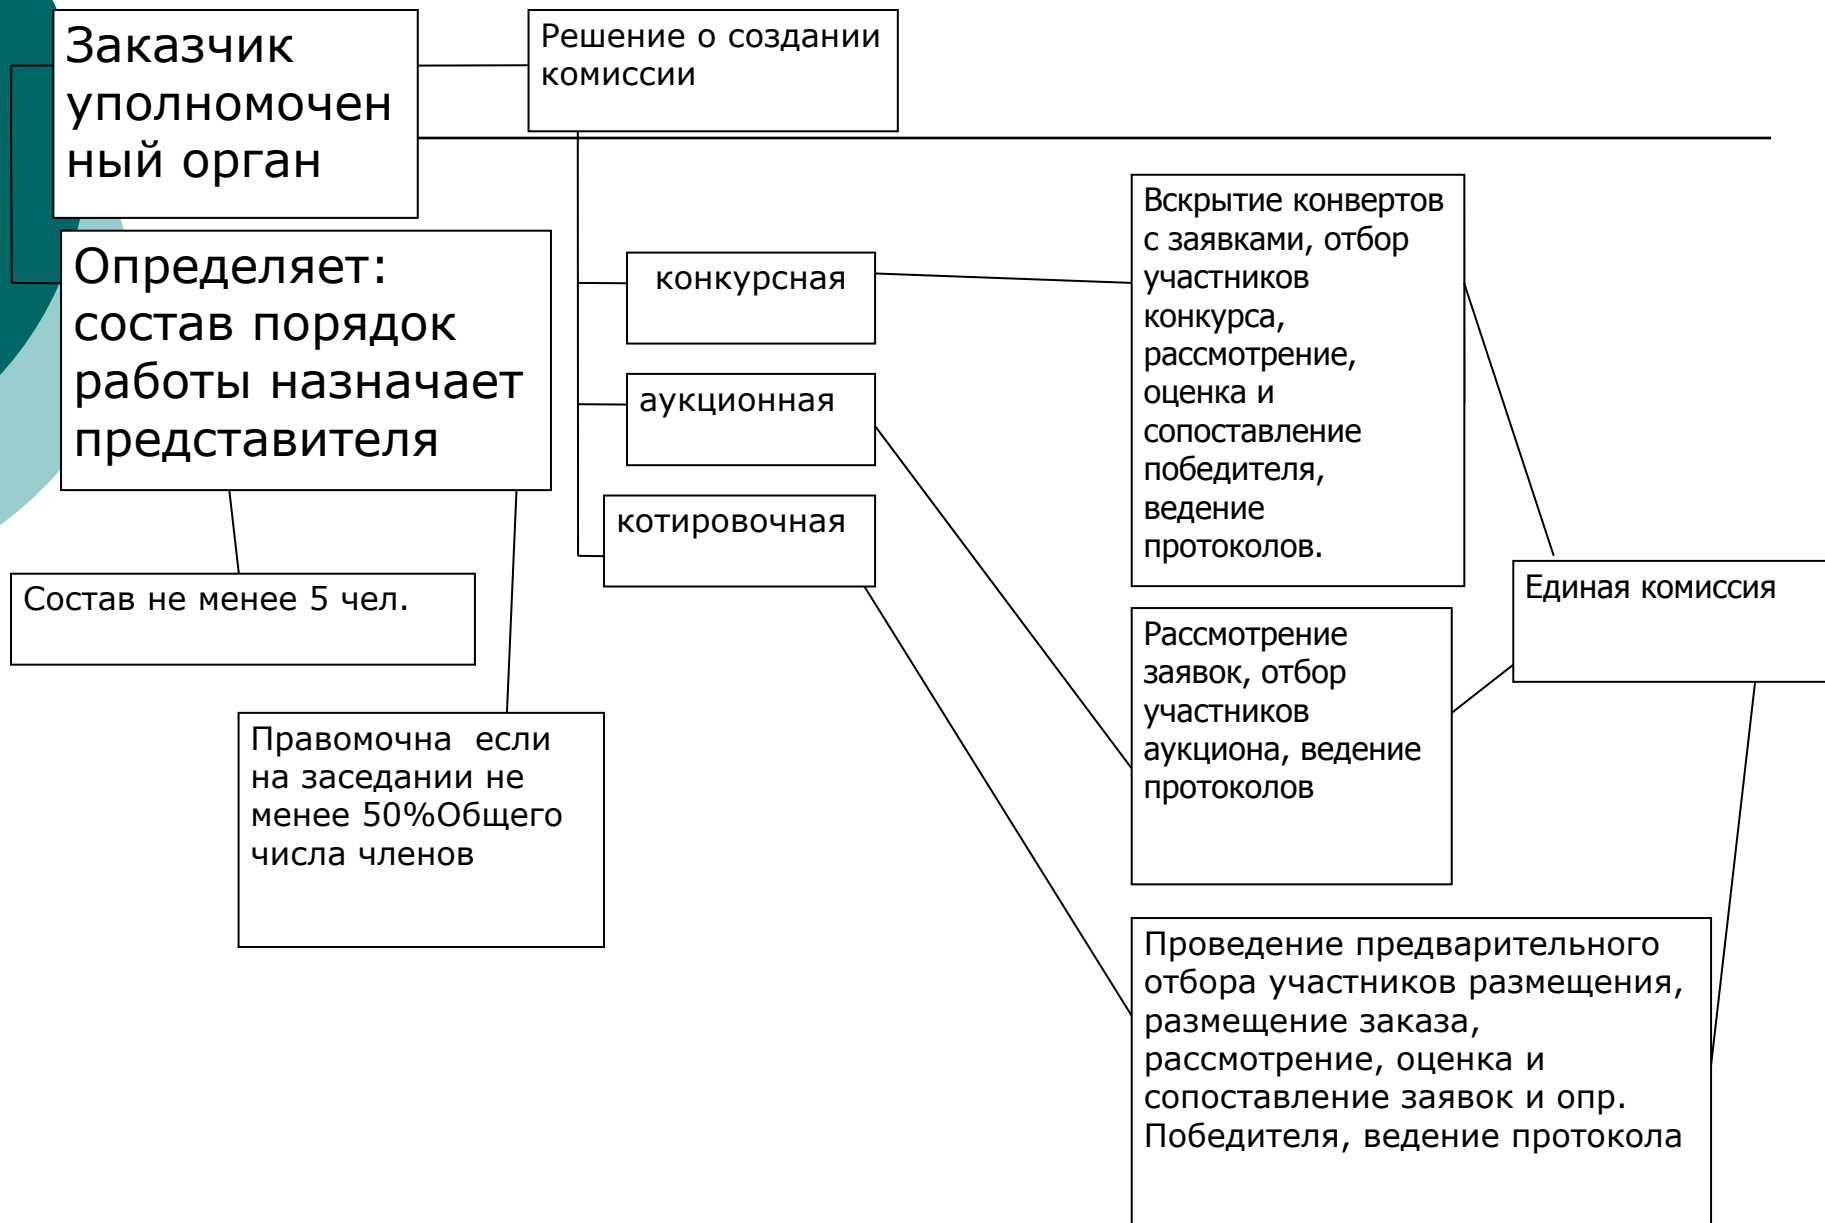 Заказчик
уполномочен
ный орган
Решение о создании
комиссии
Определяет:
состав порядок
работы назначает
представителя
конкурсная
аукционная
котировочная
Вскрытие конвертов
с заявками, отбор
участников
конкурса,
рассмотрение,
оценка и
сопоставление
победителя,
ведение
протоколов.
Состав не менее 5 чел.
Единая комиссия
Рассмотрение
заявок, отбор
участников
аукциона, ведение
протоколов
Правомочна  если
на заседании не
менее 50%Общего
числа членов
Проведение предварительного
отбора участников размещения,
размещение заказа,
рассмотрение, оценка и
сопоставление заявок и опр.
Победителя, ведение протокола